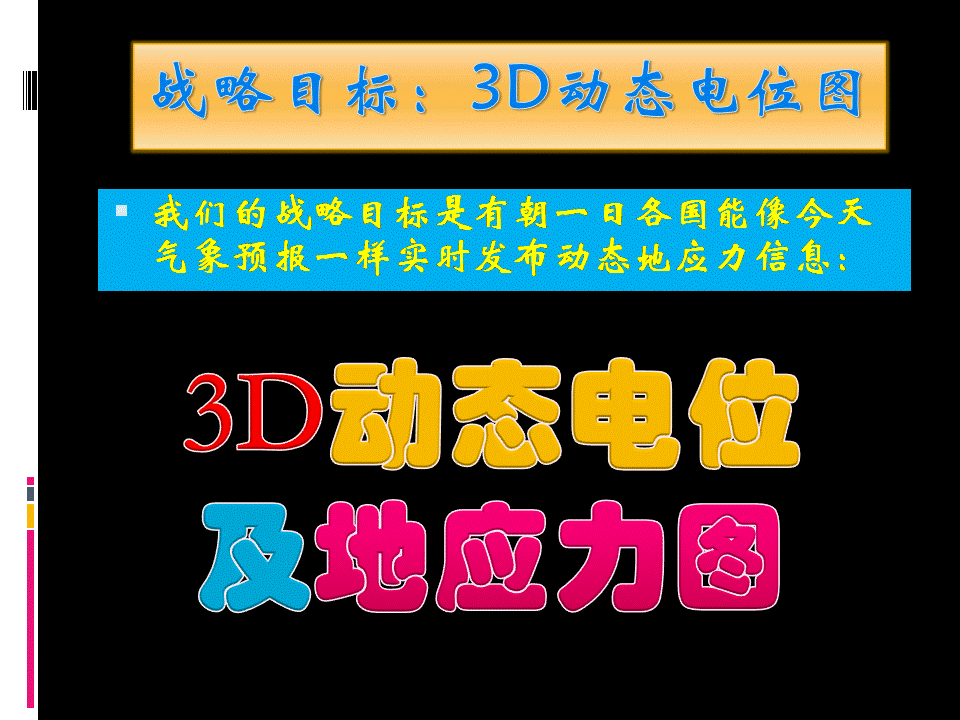 战略目标：3D动态电位图
我们的战略目标是有朝一日各国能像今天
气象预报一样实时发布动态地应力信息：
3D动态电位
及地应力图